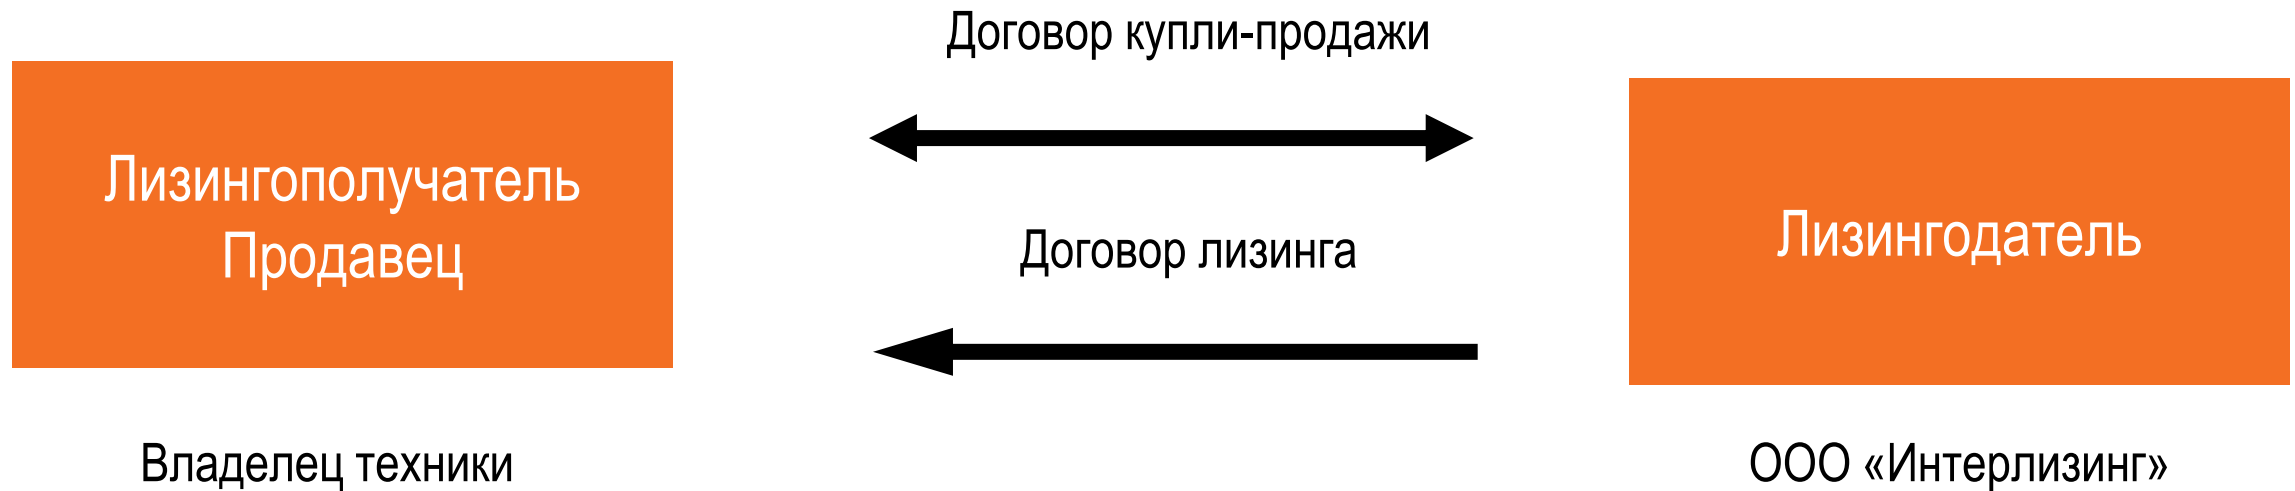 Договор купли-продажи
Лизингополучатель
Продавец
Договор лизинга
Лизингодатель
Владелец техники
ООО «Интерлизинг»